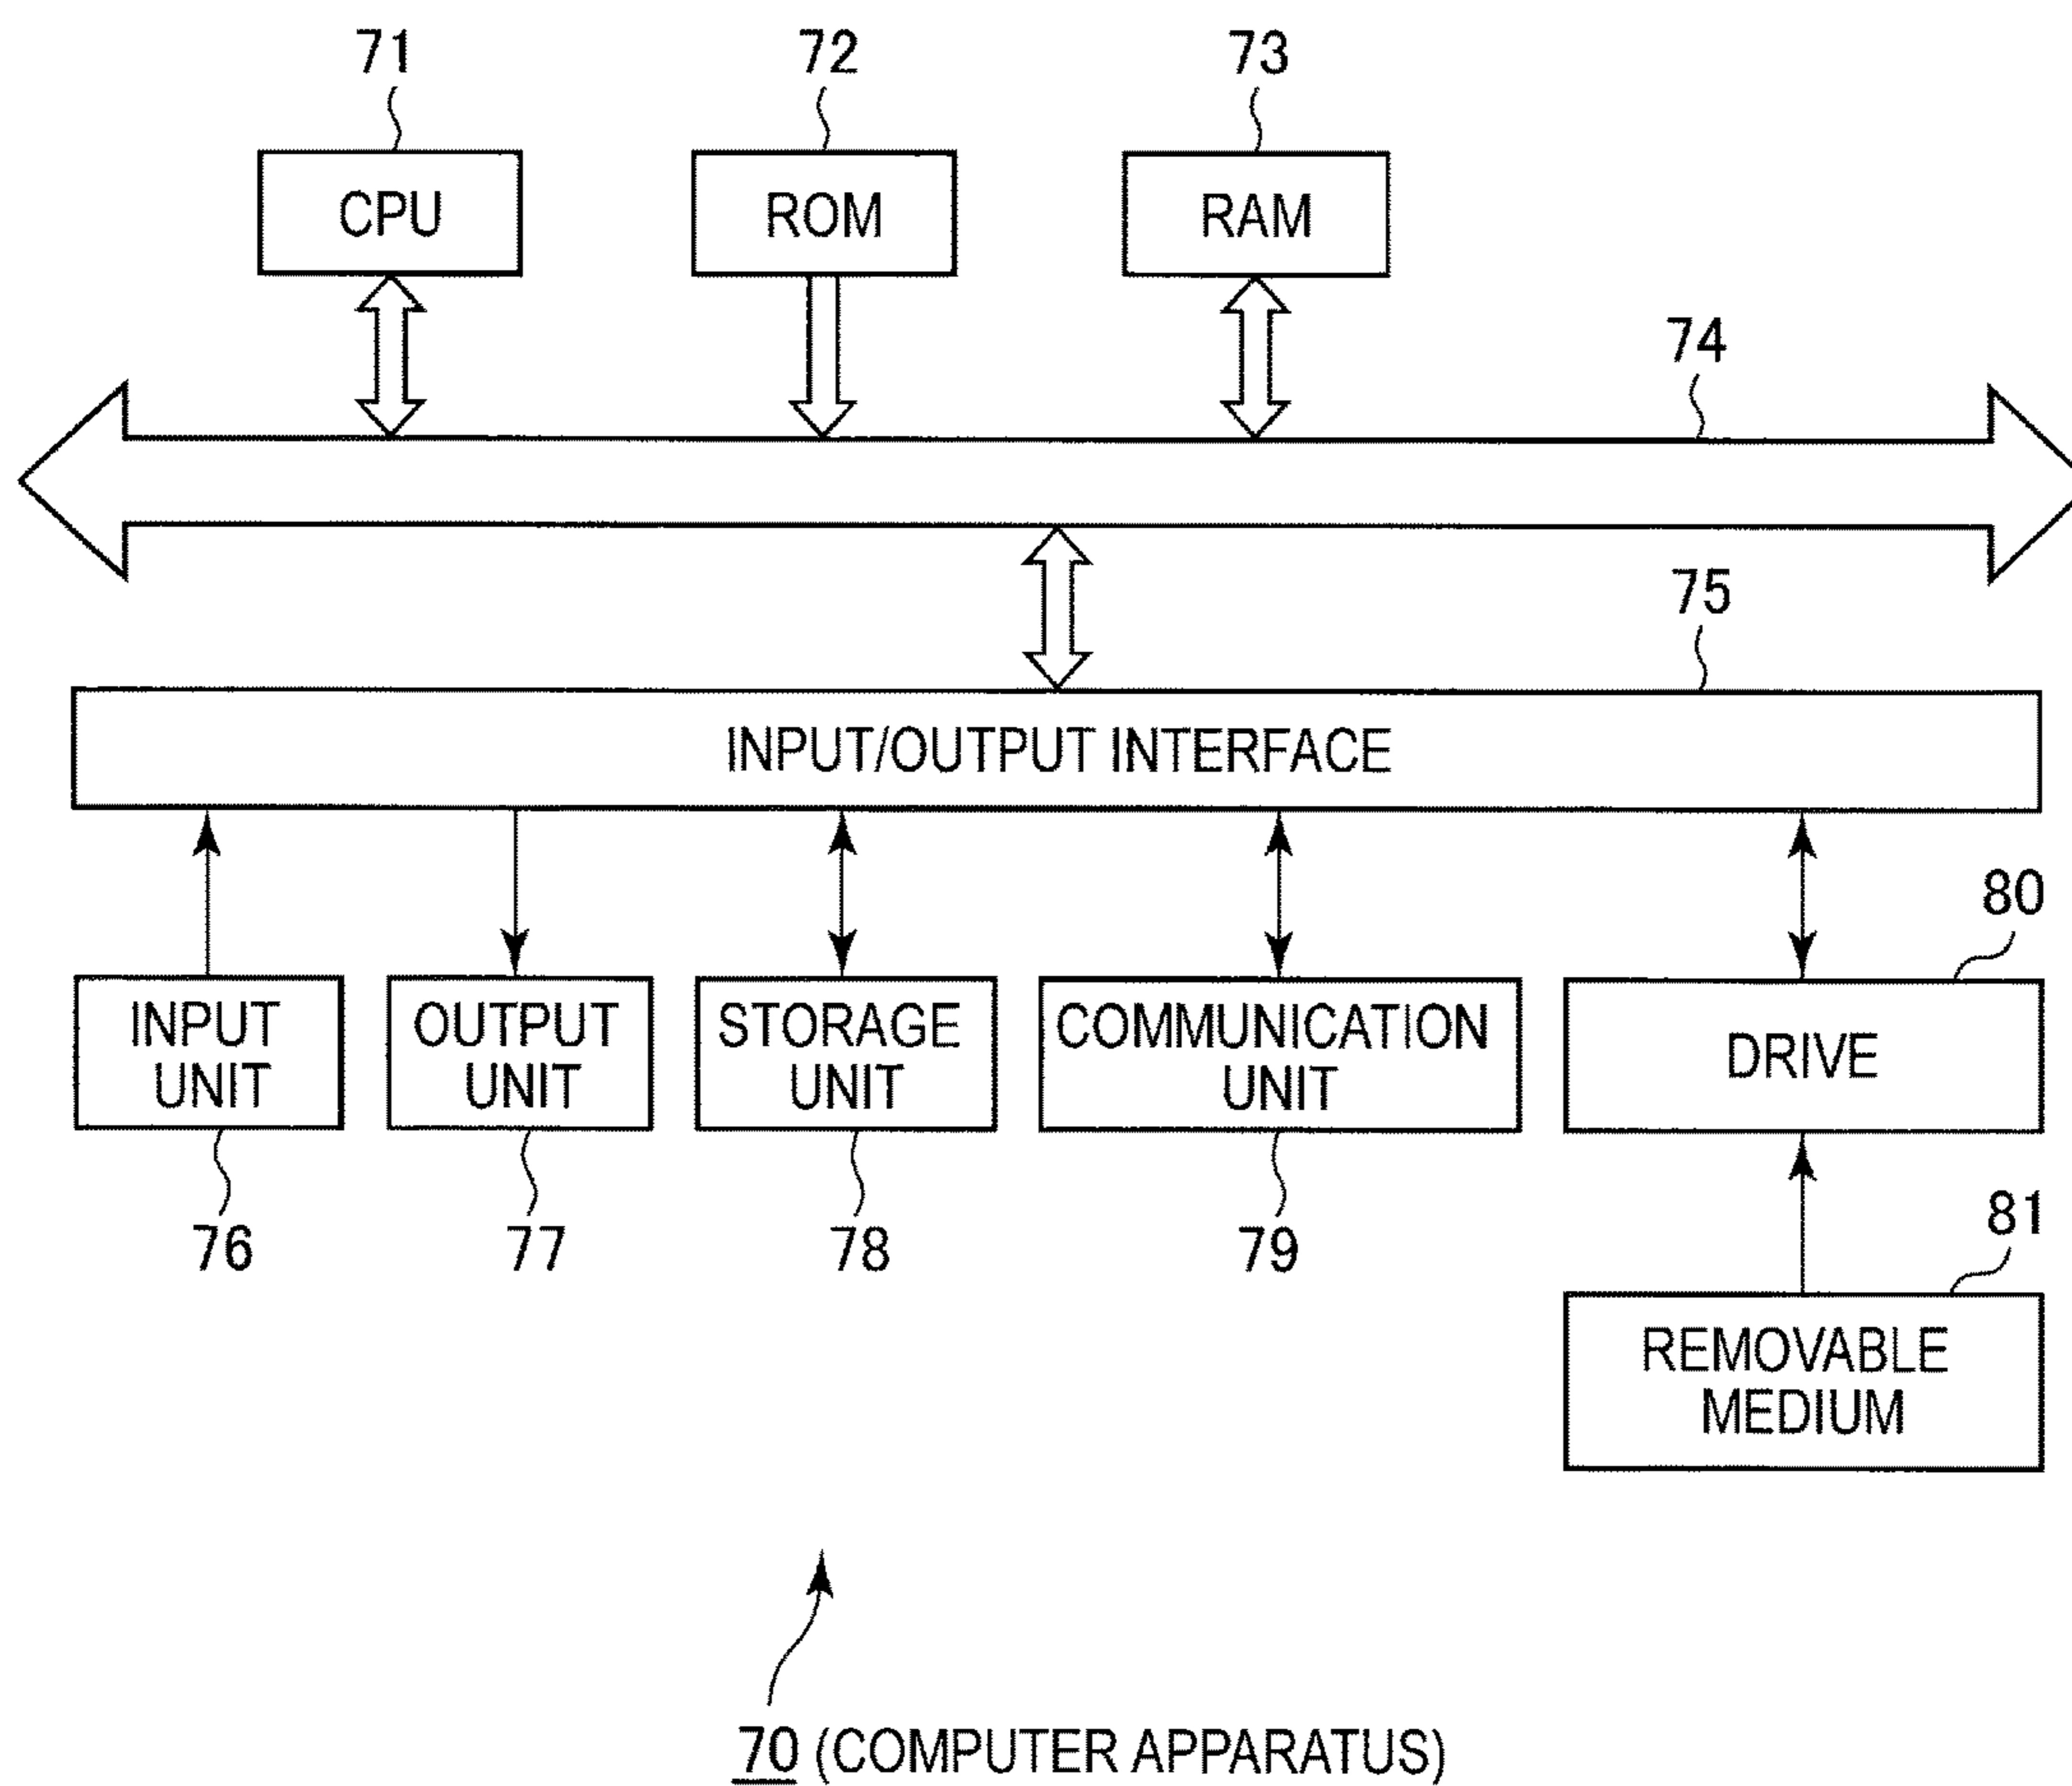 71
72
73
CPU
ROM
RAM
74
75
INPUT/OUTPUT INTERFACE
80
INPUT
UNIT
OUTPUT
UNIT
STORAGE
UNIT
COMMUNICATION
UNIT
DRIVE
76
77
78
79
81
REMOVABLE
MEDIUM
70 (COMPUTER APPARATUS)